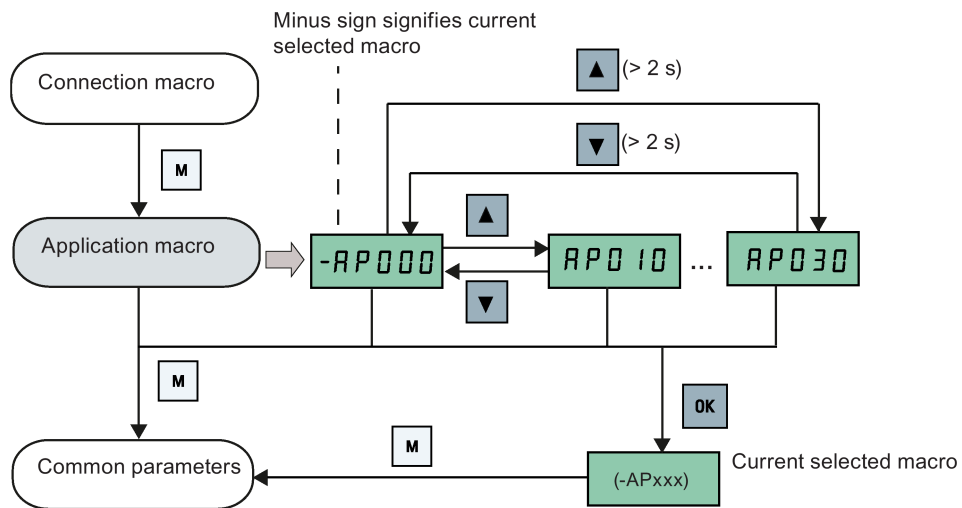 Minus sign signifies current
selected macro
▲ (> 2 s)
Connection macro
▼ (> 2 s)
M
▲
Application macro
-AP000
AP010
...
AP030
▼
M
OK
M
Common parameters
(-APxxx)
Current selected macro